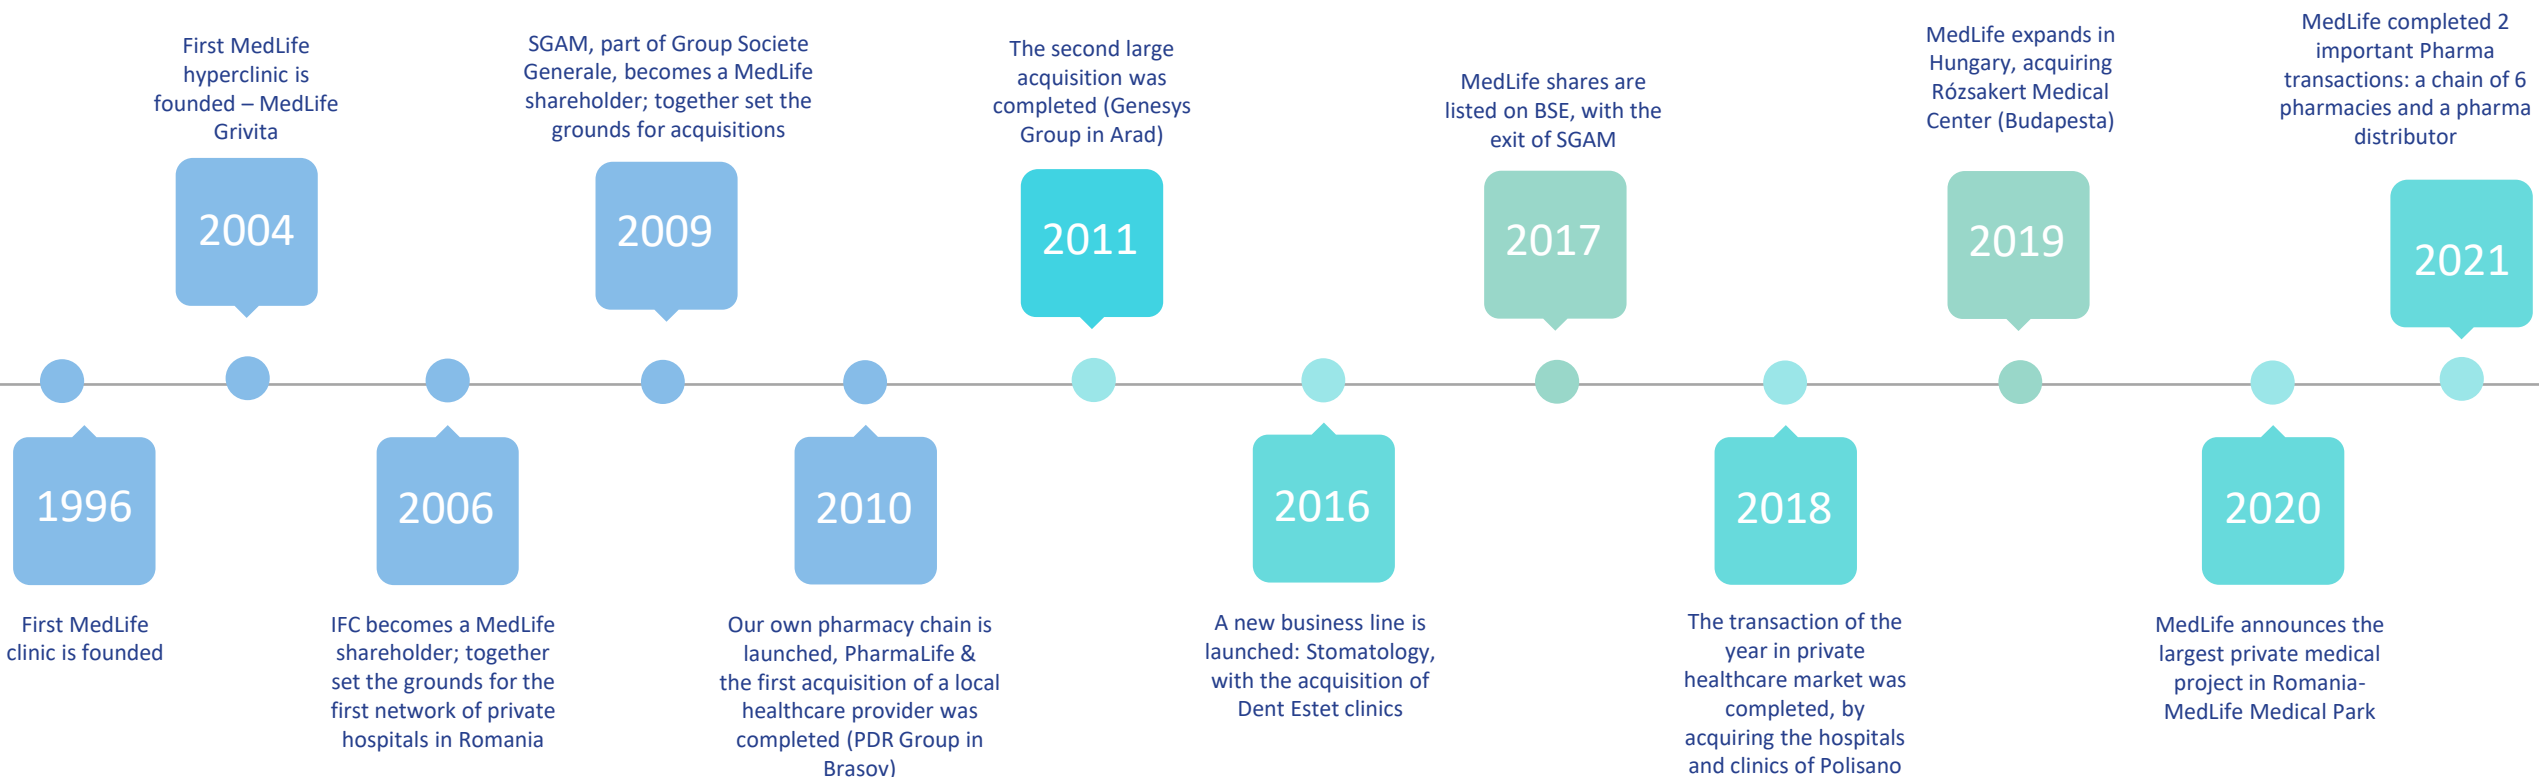 First MedLife
hyperclinic is
founded – MedLife
Grivita
2004
SGAM, part of Group Societe
Generale, becomes a MedLife
shareholder; together set the
grounds for acquisitions
2009
The second large
acquisition was
completed (Genesys
Group in Arad)
2011
MedLife shares are
listed on BSE, with the
exit of SGAM
2017
MedLife expands in
Hungary, acquiring
Rózsakert Medical
Center (Budapesta)
2019
MedLife completed 2
important Pharma
transactions: a chain of 6
pharmacies and a pharma
distributor
2021
1996
First MedLife
clinic is founded
2006
IFC becomes a MedLife
shareholder; together
set the grounds for the
first network of private
hospitals in Romania
2010
Our own pharmacy chain is
launched, PharmaLife &
the first acquisition of a local
healthcare provider was
completed (PDR Group in
Brasov)
2016
A new business line is
launched: Stomatology,
with the acquisition of
Dent Estet clinics
2018
The transaction of the
year in private
healthcare market was
completed, by
acquiring the hospitals
and clinics of Polisano
2020
MedLife announces the
largest private medical
project in Romania-
MedLife Medical Park